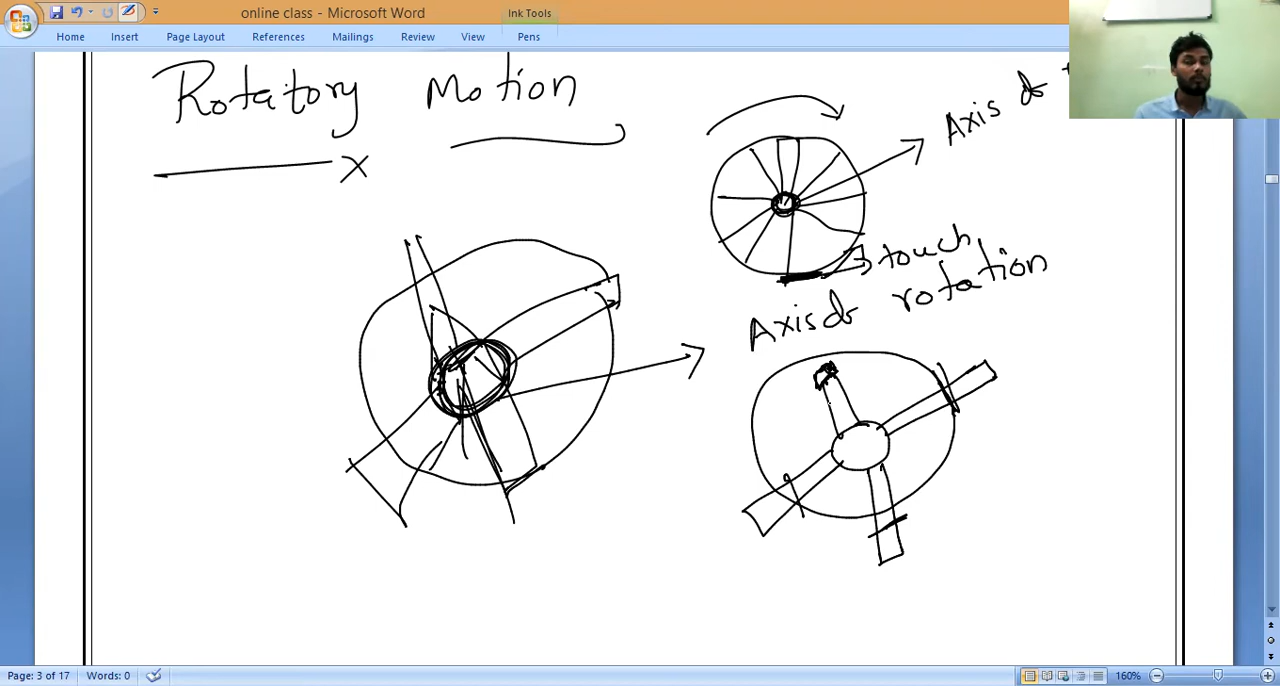 online class - Microsoft Word
Ink Tools
Home
Insert
Page Layout
References
Mailings
Review
View
Pens
Rotatory Motion
Axis of
touch
Axis of rotation
Page: 3 of 17
Words: 0
160%